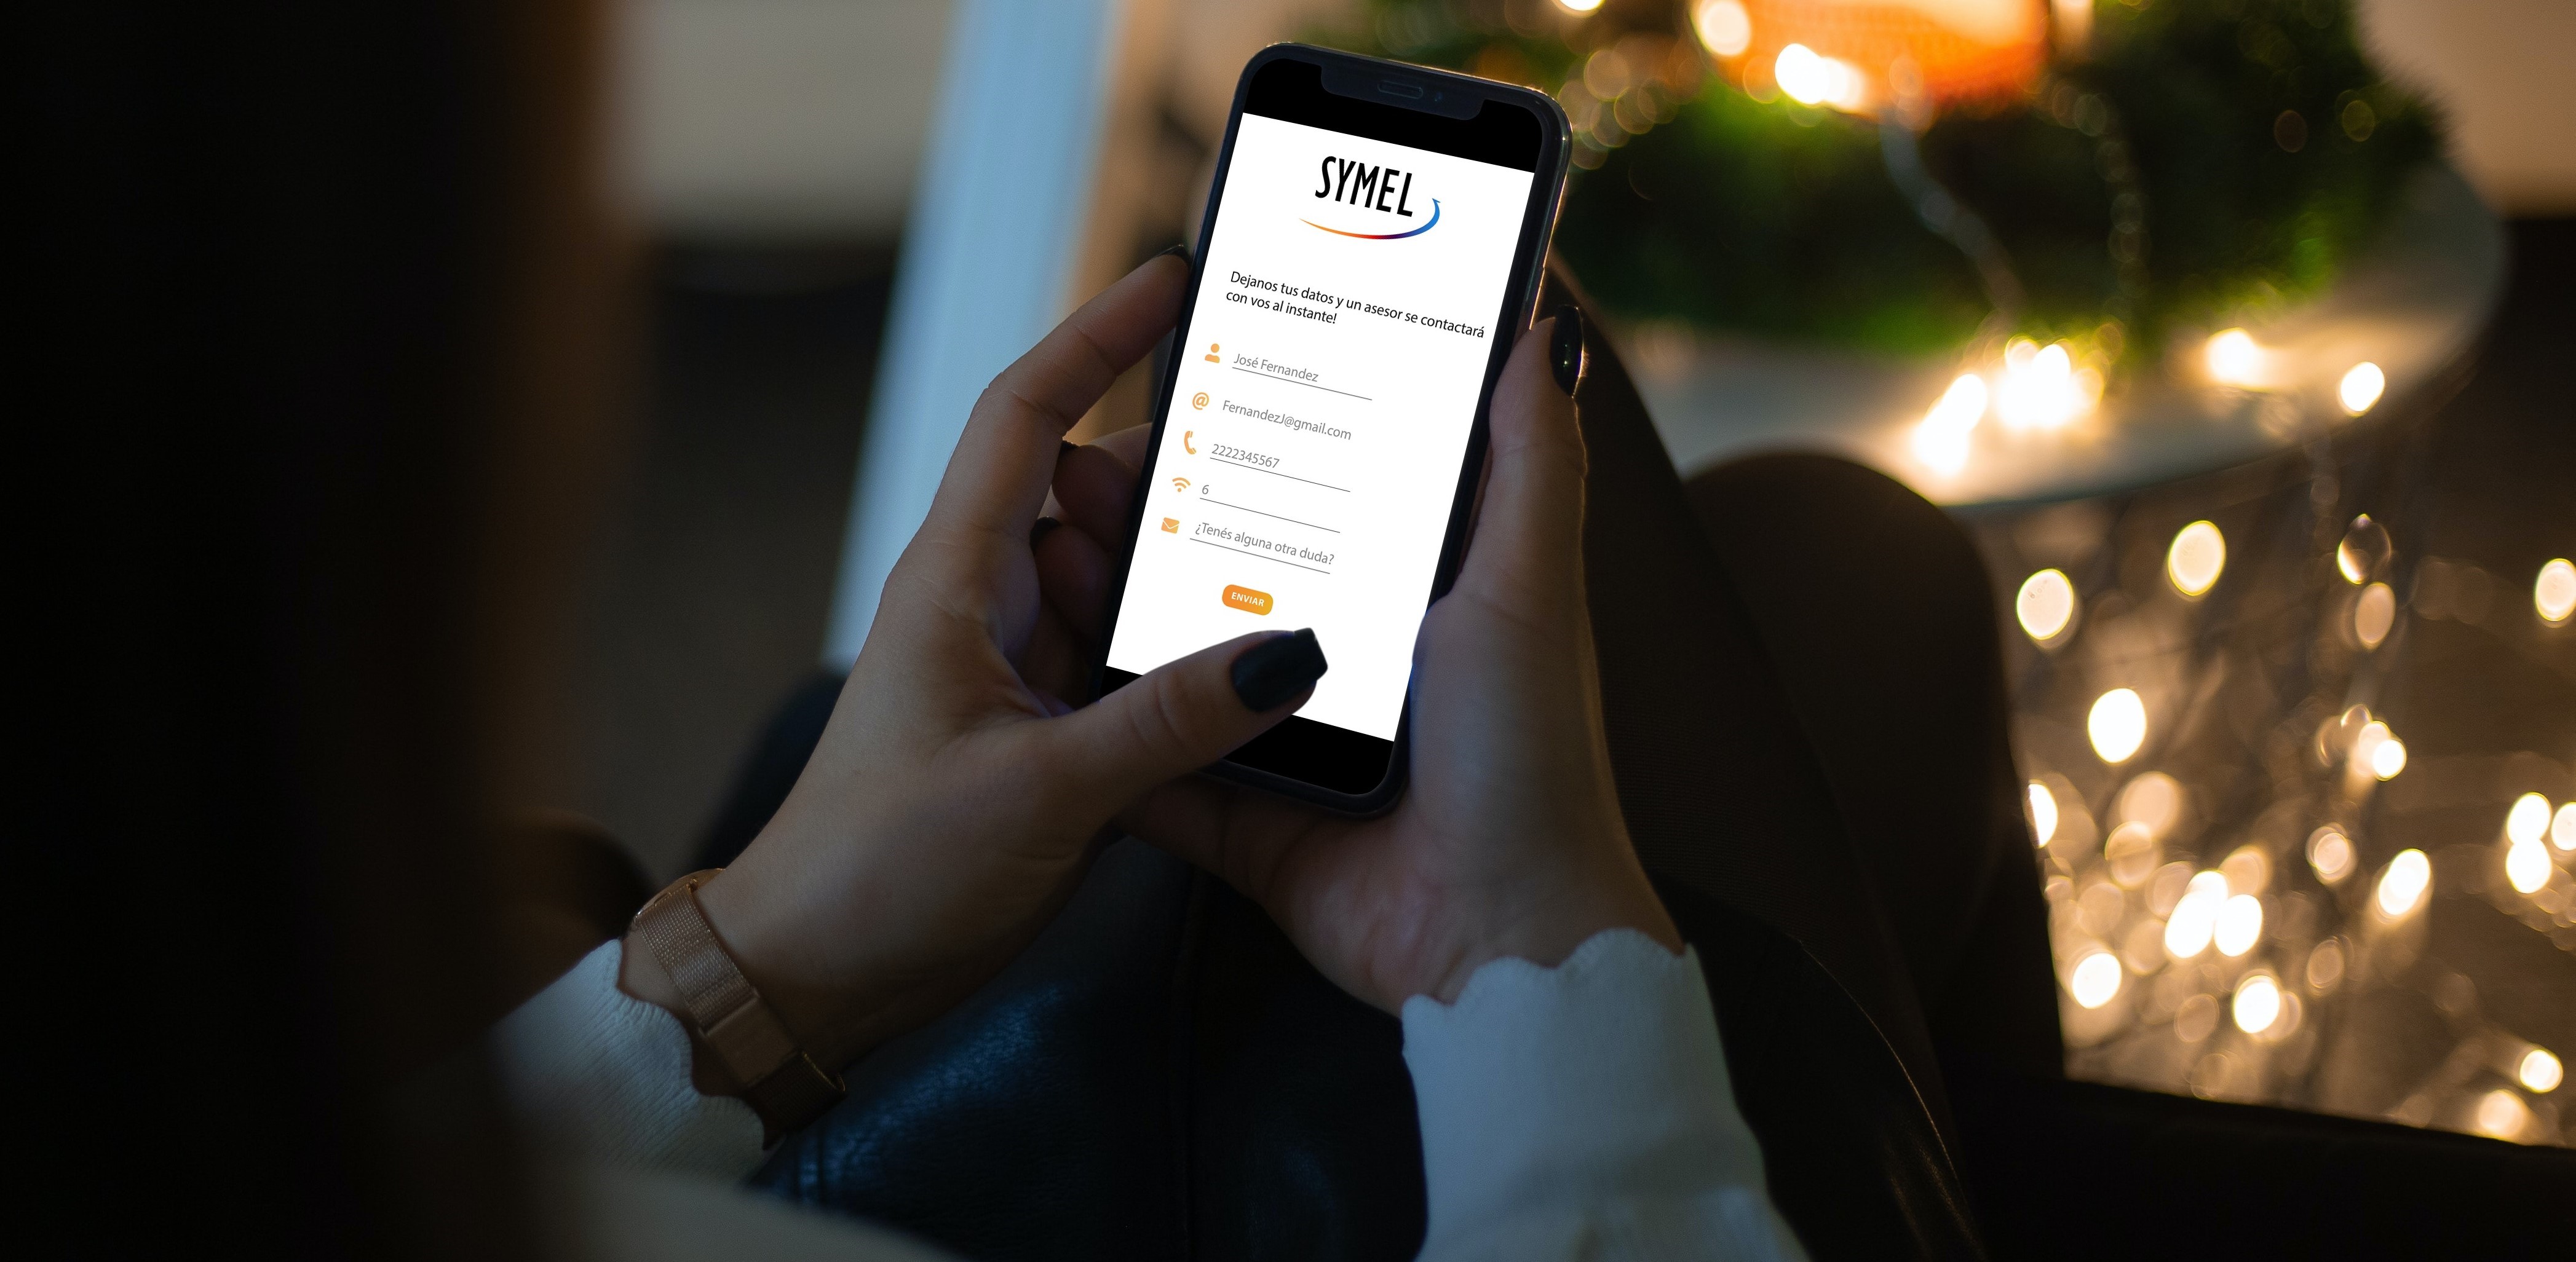 SYMEL
Dejanos tus datos y un asesor se contactará
con vos al instante!
José Fernandez
@ FernandezJ@gmail.com
2222345567
6
¿Tenés alguna otra duda?
ENVIAR